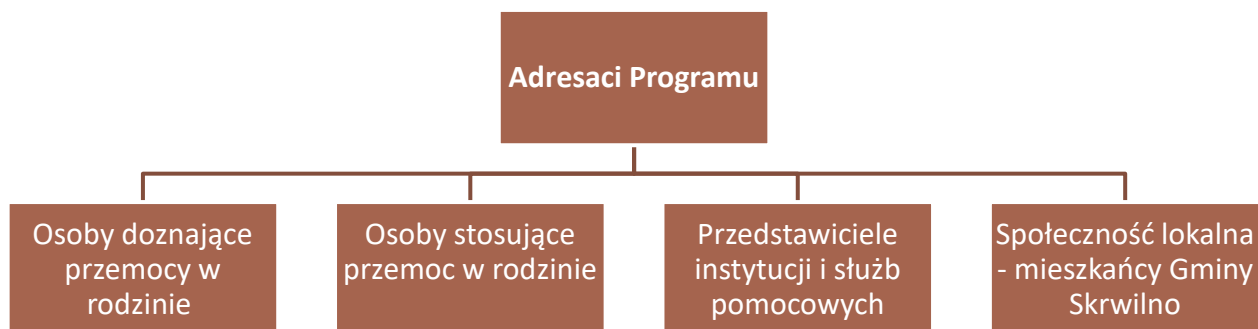 Adresaci Programu
Osoby doznające
przemocy w
rodzinie
Osoby stosujące
przemoc w rodzinie
Przedstawiciele
instytucji i służb
pomocowych
Społeczność lokalna
- mieszkańcy Gminy
Skrwilno